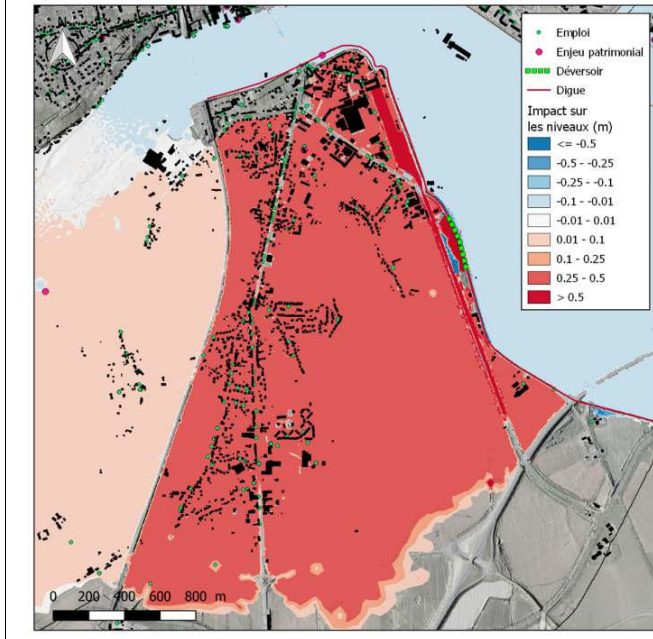 Emploi
Enjeu patrimonial
Déversoir
Digue
Impact sur
les niveaux (m)
<= -0.5
-0.5 - -0.25
-0.25 - -0.1
-0.1 - -0.01
-0.01 - 0.01
0.01 - 0.1
0.1 - 0.25
0.25 - 0.5
> 0.5
0 200 400 600 800 m